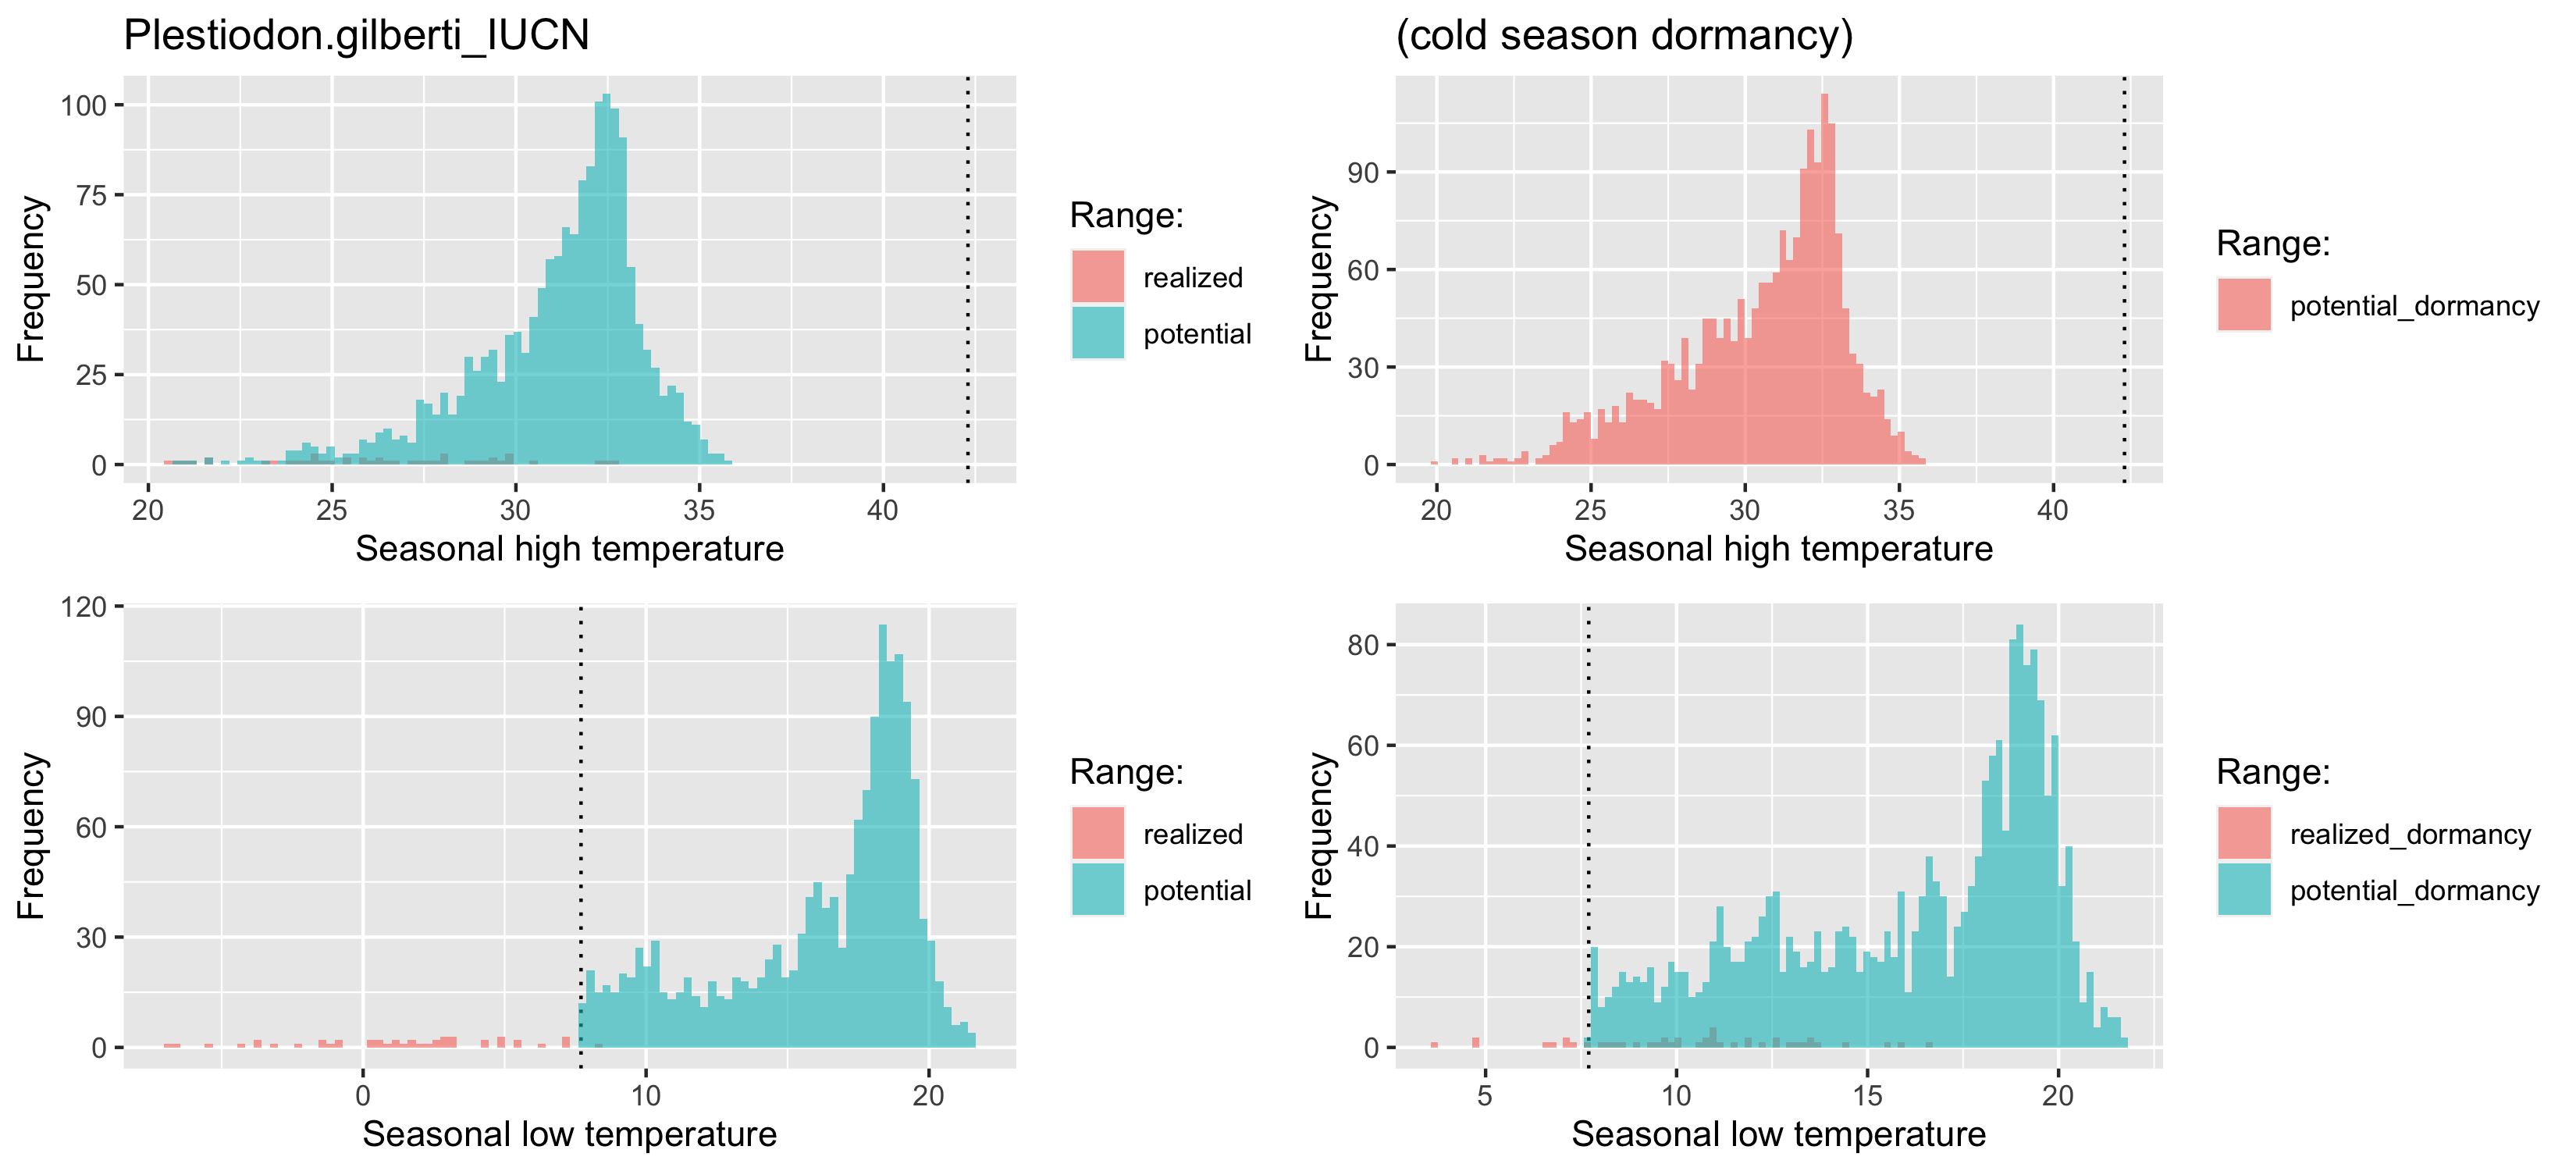 Plestiodon.gilberti_IUCN
Frequency
100
75
50
25
0
20 25 30 35 40
Seasonal high temperature
Range:
realized
potential
(cold season dormancy)
Frequency
90
60
30
0
20 25 30 35 40
Seasonal high temperature
Range:
potential_dormancy
Frequency
120
90
60
30
0
0 10 20
Seasonal low temperature
Range:
realized
potential
Frequency
80
60
40
20
0
5 10 15 20
Seasonal low temperature
Range:
realized_dormancy
potential_dormancy